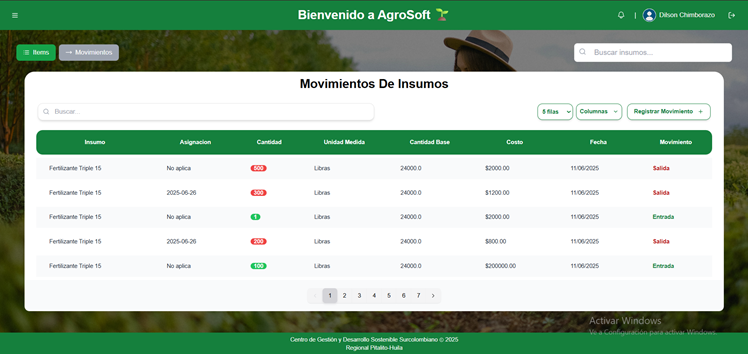 Bienvenido a AgroSoft
| Dilson Chimborazo
Items Movimientos Buscar insumos...
Movimientos De Insumos
Buscar... 5 filas Columnas Registrar Movimiento +
Insumo Asignacion Cantidad Unidad Medida Cantidad Base Costo Fecha Movimiento
Fertilizante Triple 15 No aplica 500 Libras 24000.0 $2000.00 11/06/2025 Salida
Fertilizante Triple 15 2025-06-26 300 Libras 24000.0 $1200.00 11/06/2025 Salida
Fertilizante Triple 15 No aplica 1 Libras 24000.0 $2000.00 11/06/2025 Entrada
Fertilizante Triple 15 2025-06-26 200 Libras 24000.0 $800.00 11/06/2025 Salida
Fertilizante Triple 15 No aplica 100 Libras 24000.0 $200000.00 11/06/2025 Entrada
1 2 3 4 5 6 7
Activar Windows
Ve a Configuración para activar Windows.
Centro de Gestión y Desarrollo Sostenible Surcolombiano © 2025
Regional Pitalito-Huila